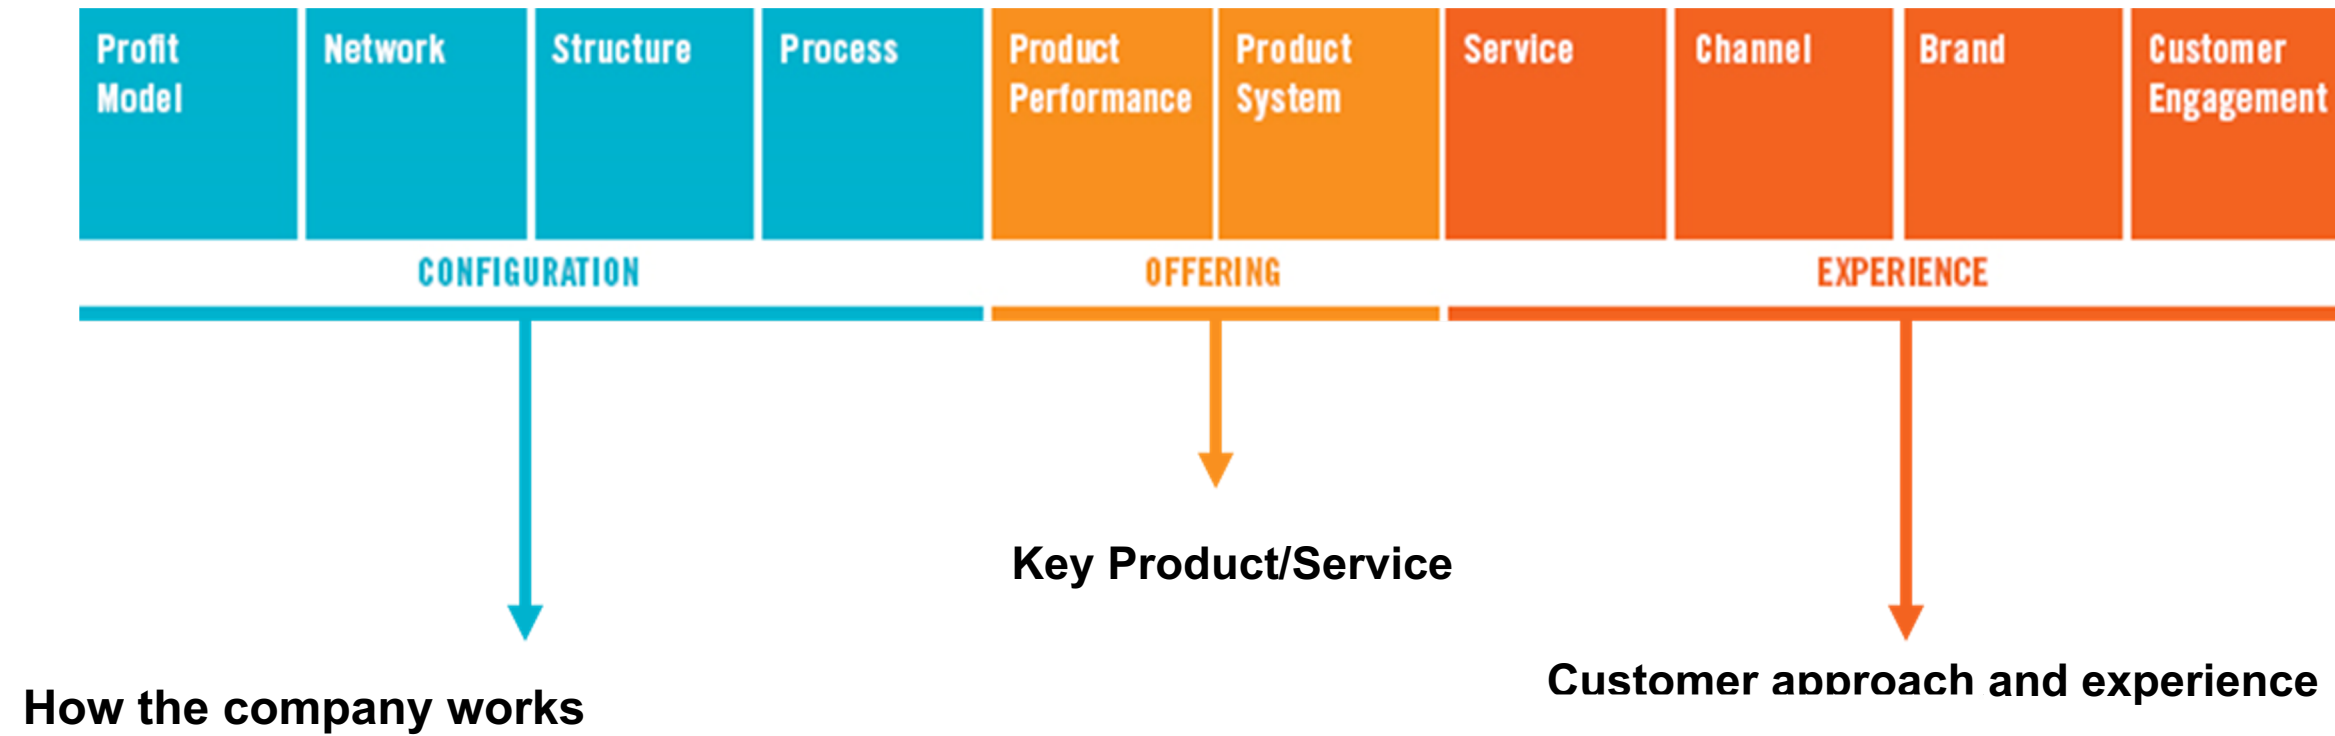 Profit
Model
Network
Structure
Process
Product
Performance
Product
System
Service
Channel
Brand
Customer
Engagement
CONFIGURATION
OFFERING
EXPERIENCE
Key Product/Service
Customer approach and experience
How the company works